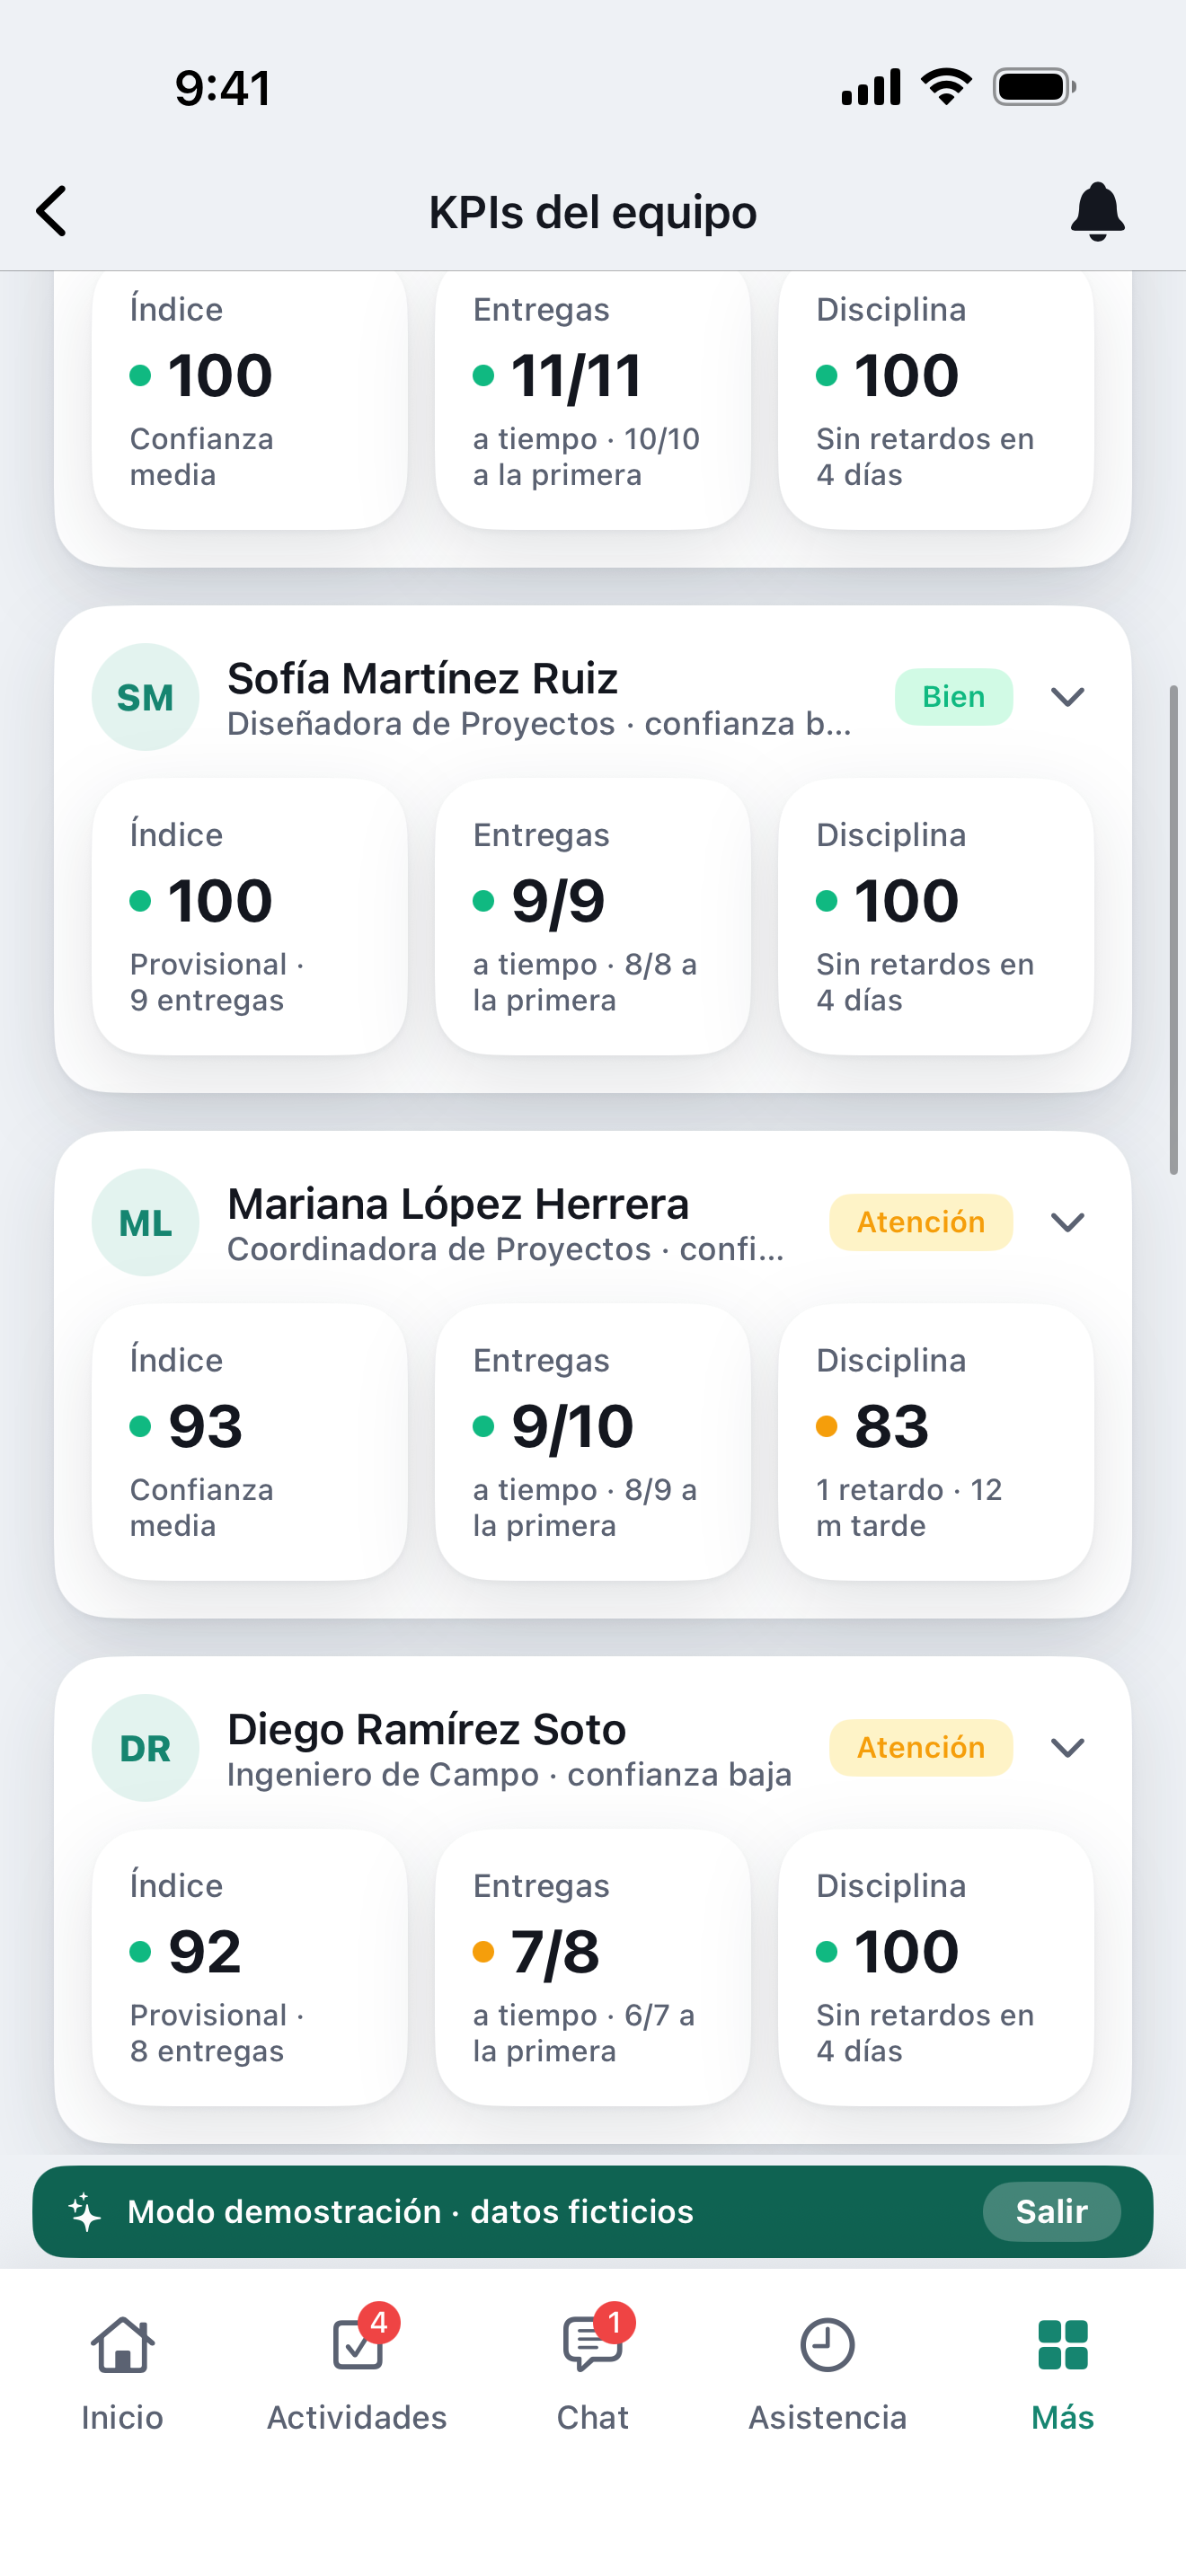 9:41
KPIs del equipo
Índice
100
Confianza
media
Entregas
11/11
a tiempo · 10/10
a la primera
Disciplina
100
Sin retardos en
4 días
SM
Sofía Martínez Ruiz
Diseñadora de Proyectos · confianza b...
Bien
Índice
100
Provisional ·
9 entregas
Entregas
9/9
a tiempo · 8/8 a
la primera
Disciplina
100
Sin retardos en
4 días
ML
Mariana López Herrera
Coordinadora de Proyectos · confi...
Atención
Índice
93
Confianza
media
Entregas
9/10
a tiempo · 8/9 a
la primera
Disciplina
83
1 retardo · 12
m tarde
DR
Diego Ramírez Soto
Ingeniero de Campo · confianza baja
Atención
Índice
92
Provisional ·
8 entregas
Entregas
7/8
a tiempo · 6/7 a
la primera
Disciplina
100
Sin retardos en
4 días
Modo demostración · datos ficticios
Salir
Inicio
4
Actividades
1
Chat
Asistencia
Más